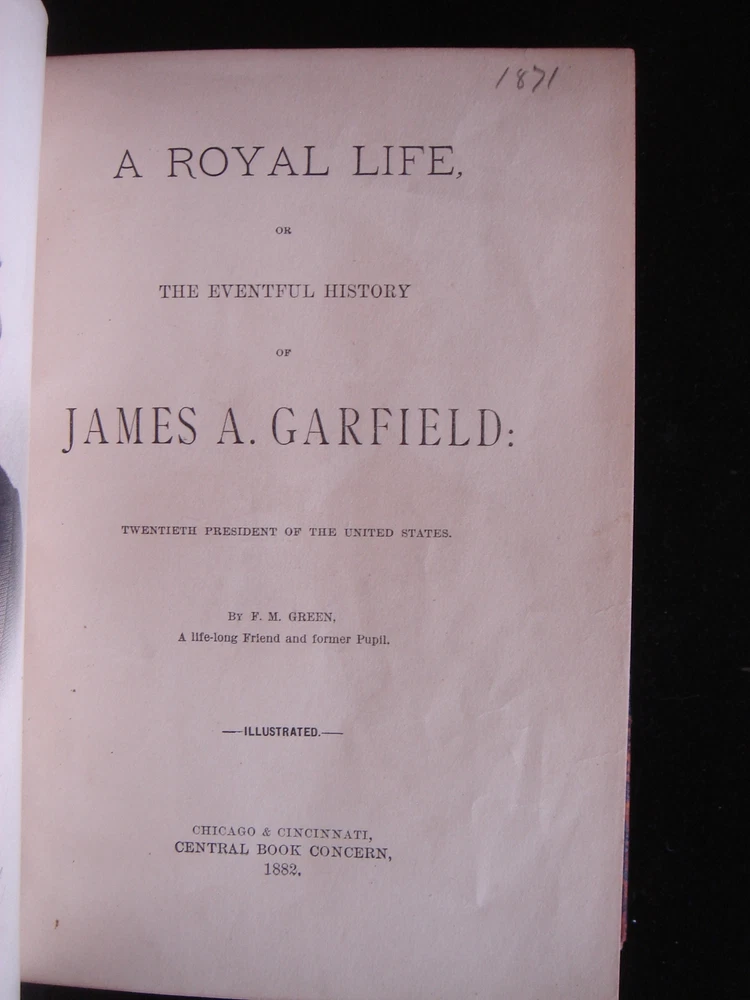 1871
A ROYAL LIFE,
OR
THE EVENTFUL HISTORY
OF
JAMES A. GARFIELD:
TWENTIETH PRESIDENT OF THE UNITED STATES.
BY F. M. GREEN,
A life-long Friend and former Pupil.
—ILLUSTRATED.—
CHICAGO & CINCINNATI,
CENTRAL BOOK CONCERN,
1882.